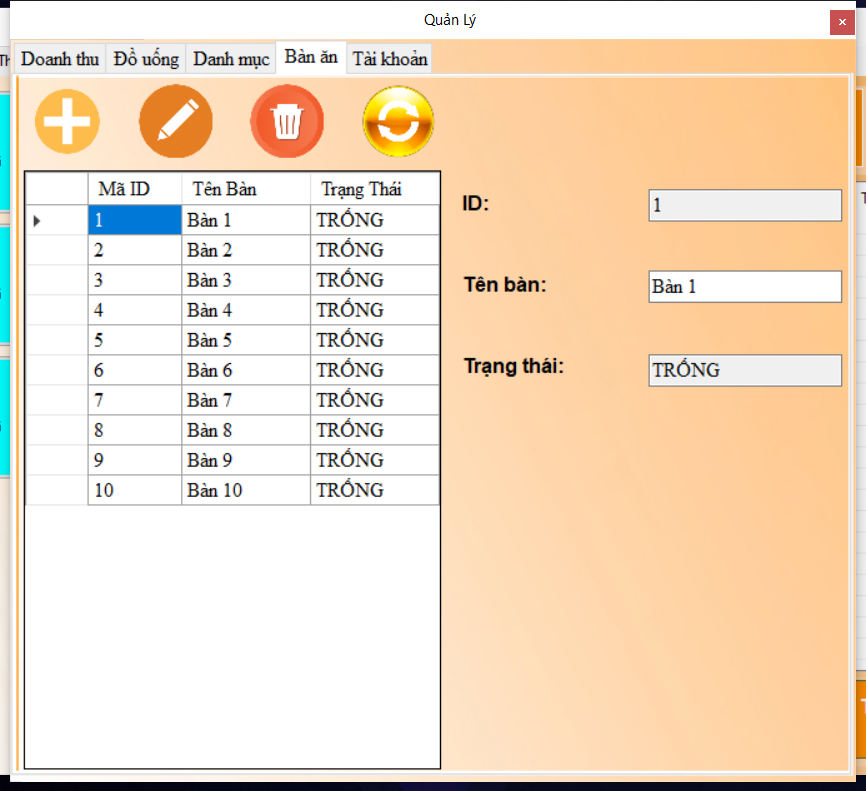 Quản Lý
Doanh thu Đồ uống Danh mục Bàn ăn Tài khoản
Mã ID Tên Bàn Trạng Thái
1 Bàn 1 TRỐNG
2 Bàn 2 TRỐNG
3 Bàn 3 TRỐNG
4 Bàn 4 TRỐNG
5 Bàn 5 TRỐNG
6 Bàn 6 TRỐNG
7 Bàn 7 TRỐNG
8 Bàn 8 TRỐNG
9 Bàn 9 TRỐNG
10 Bàn 10 TRỐNG
ID: 1
Tên bàn: Bàn 1
Trạng thái: TRỐNG